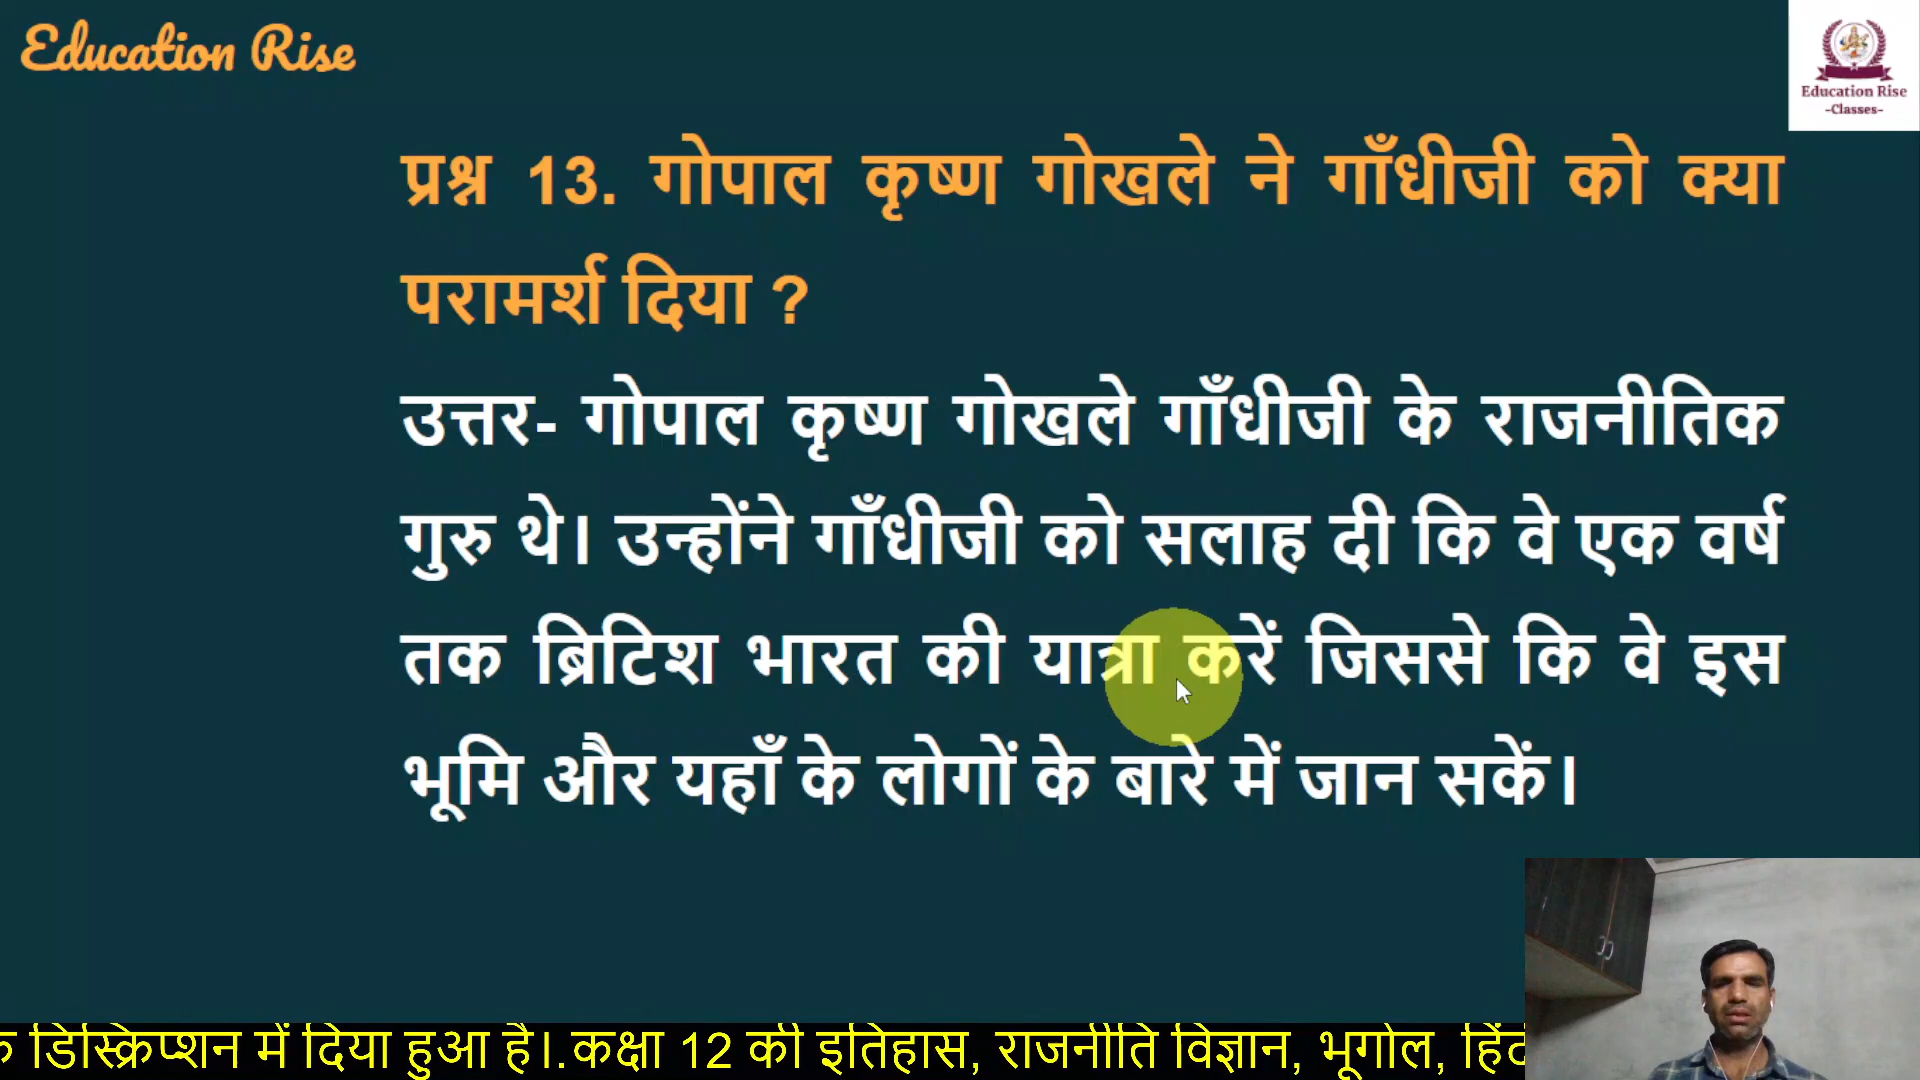 Education Rise
Education Rise
-Classes-
प्रश्न 13. गोपाल कृष्ण गोखले ने गाँधीजी को क्या
परामर्श दिया ?
उत्तर- गोपाल कृष्ण गोखले गाँधीजी के राजनीतिक
गुरु थे। उन्होंने गाँधीजी को सलाह दी कि वे एक वर्ष
तक ब्रिटिश भारत की यात्रा करें जिससे कि वे इस
भूमि और यहाँ के लोगों के बारे में जान सकें।
डिस्क्रिप्शन में दिया हुआ है।.कक्षा 12 की इतिहास, राजनीति विज्ञान, भूगोल,